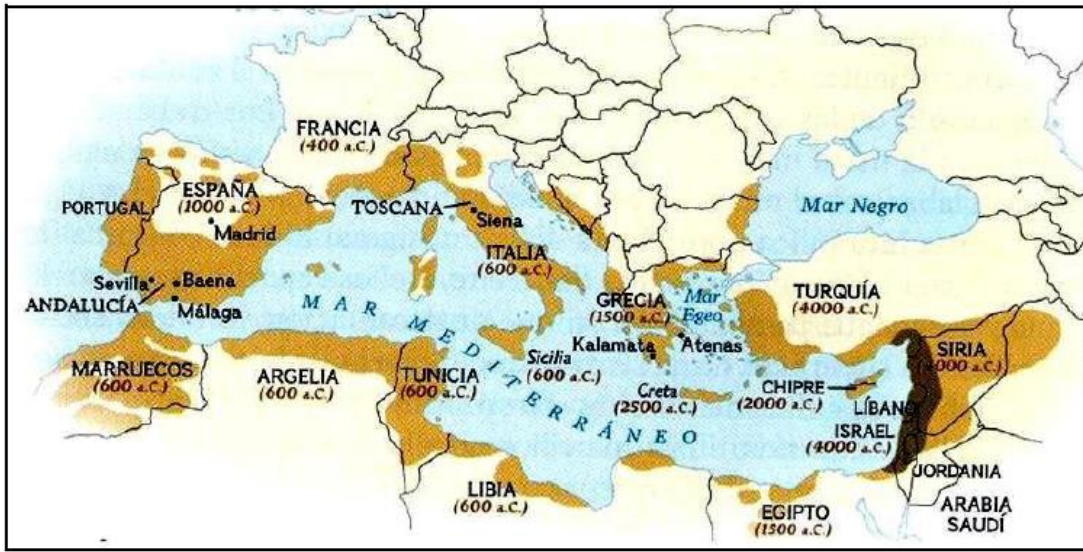 FRANCIA
(400 a.C.)
ESPAÑA
(1000 a.C.)
PORTUGAL
Madrid
TOSCANA
Siena
ITALIA
(600 a.C.)
Mar Negro
Sevilla
Baena
ANDALUCÍA
Málaga
MAR MEDITERRÁNEO
GRECIA
(1500 a.C.)
Mar
Egeo
TURQUÍA
(4000 a.C.)
Kalamata
Atenas
MARRUECOS
(600 a.C.)
ARGELIA
(600 a.C.)
TUNICIA
(600 a.C.)
Sicilia
(600 a.C.)
Creta
(2500 a.C.)
CHIPRE
(2000 a.C.)
SIRIA
(4000 a.C.)
LÍBANO
ISRAEL
(4000 a.C.)
JORDANIA
LIBIA
(600 a.C.)
EGIPTO
(1500 a.C.)
ARABIA
SAUDÍ